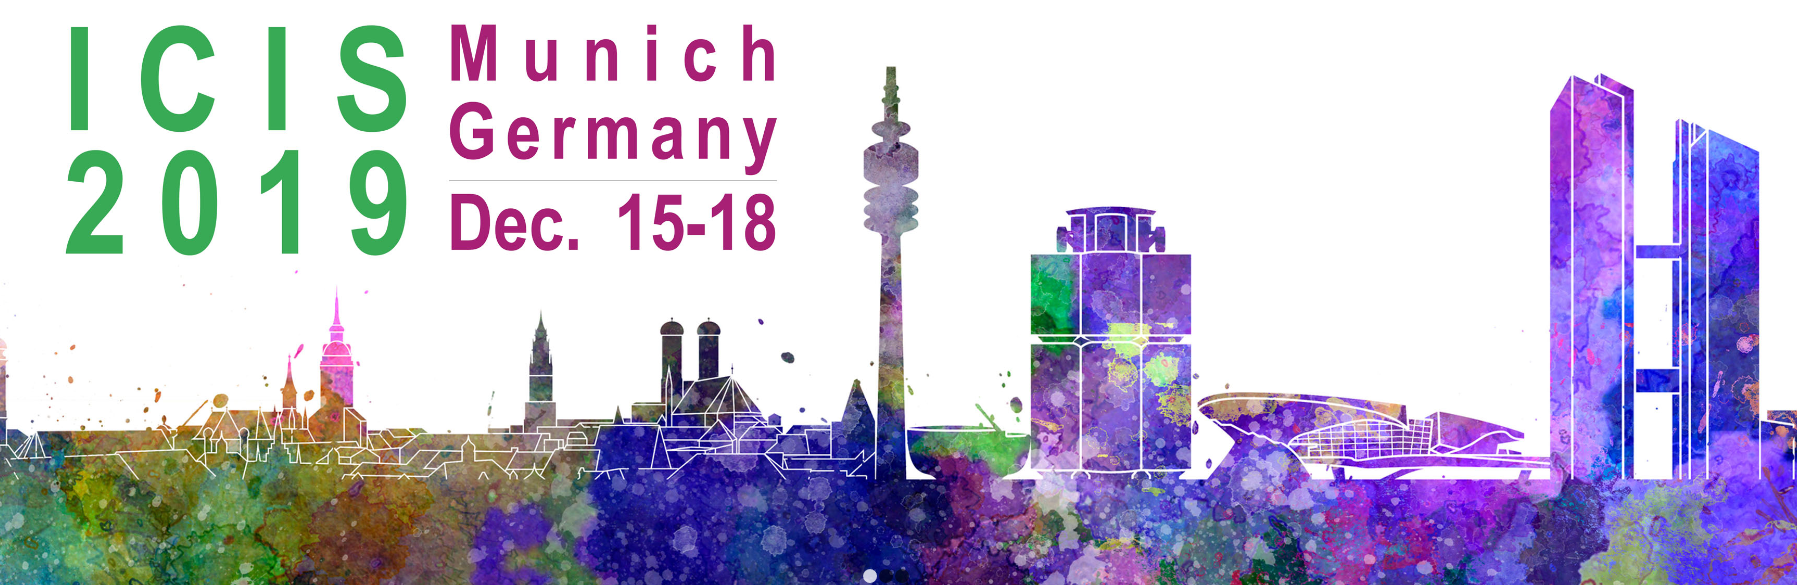 ICIS
2019
Munich
Germany
Dec. 15-18